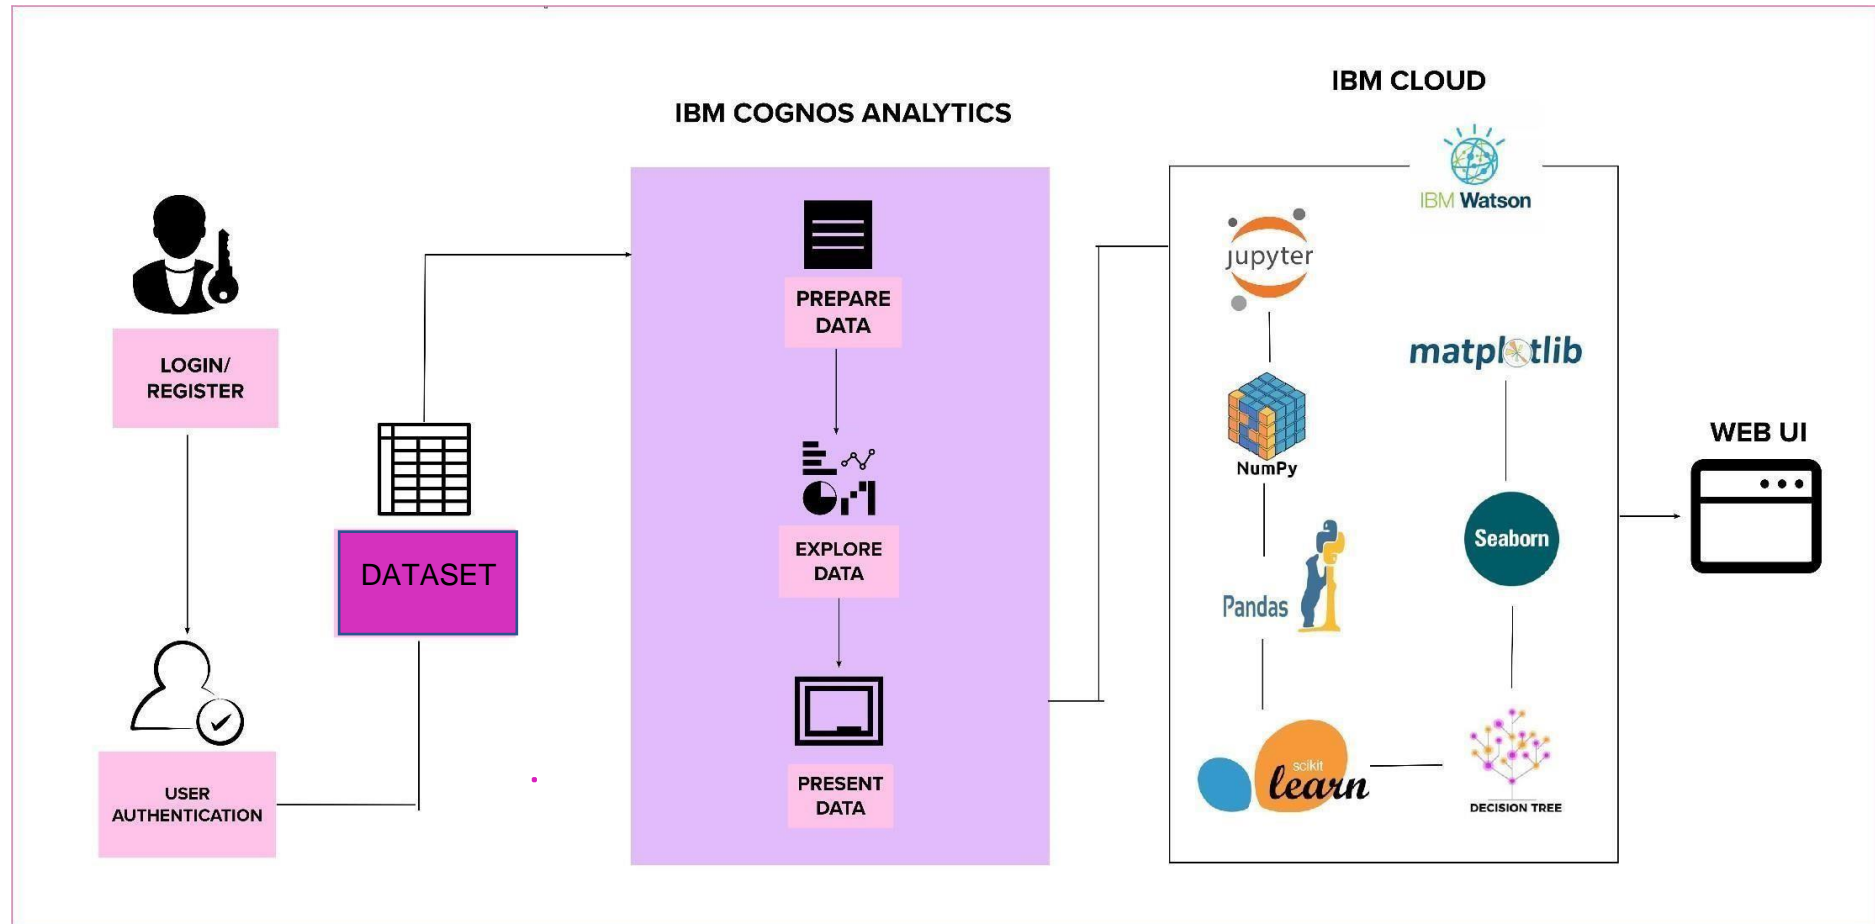 IBM COGNOS ANALYTICS
IBM CLOUD
IBM Watson
LOGIN/
REGISTER
USER
AUTHENTICATION
DATASET
PREPARE
DATA
EXPLORE
DATA
PRESENT
DATA
jupyter
NumPy
Pandas
scikit
learn
DECISION TREE
Seaborn
matplotlib
WEB UI